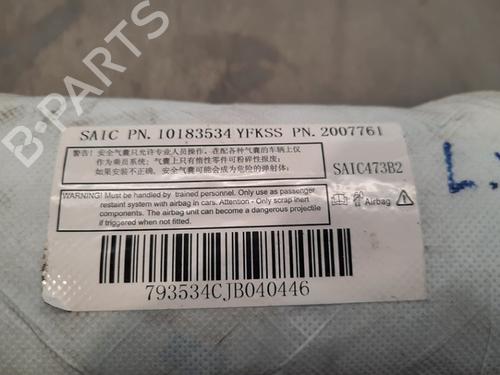 SAIC PN. 10183534 YFKSS PN. 2007761
警告！安全气囊只允许专业人员操作，在配各种气囊的车辆上仅
作为乘员系统；气囊上只有惰性零件可粉碎性报废；
如果安装不正确，安全气囊可能会成为危险的弹射体；
SAIC473B2
WARNING! Must be handled by trained personnel. Only use as passenger
restraint system with airbag in cars. Attention - Only scrap inert
components. The airbag unit can become a dangerous projectile
if triggered when not fitted.
Airbag
793534CJB040446
B-PARTS